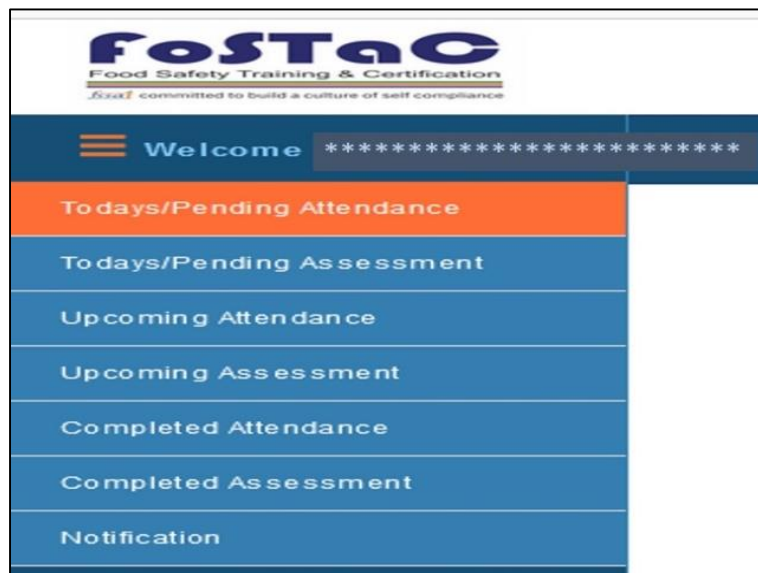 FoSTaC
Food Safety Training & Certification
fssai committed to build a culture of self compliance
Welcome **************************
Todays/Pending Attendance
Todays/Pending Assessment
Upcoming Attendance
Upcoming Assessment
Completed Attendance
Completed Assessment
Notification